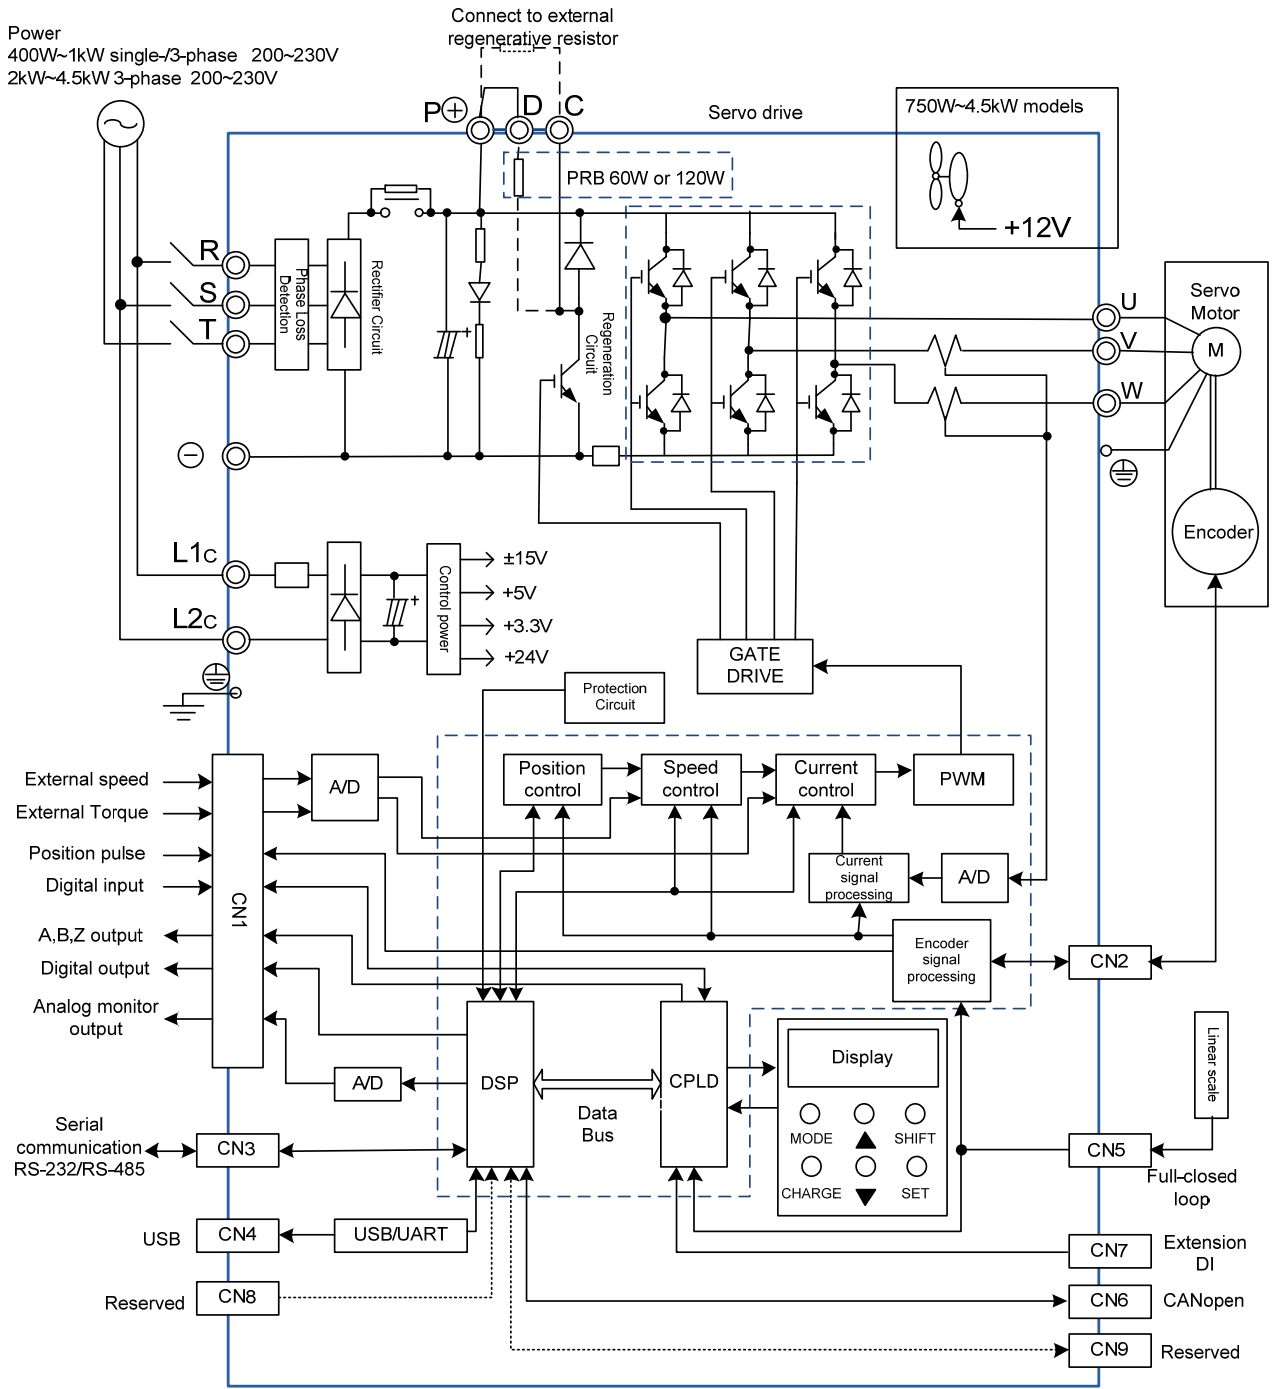 Connect to external
regenerative resistor
Power
400W~1kW single-/3-phase 200~230V
2kW~4.5kW 3-phase 200~230V
P
+
D
C
Servo drive
750W~4.5kW models
+12V
PRB 60W or 120W
R
S
T
Phase Loss
Detection
Rectifier Circuit
+
Regeneration
Circuit
U
V
W
Servo
Motor
M
Encoder
−
L1c
L2c
+
Control power
±15V
+5V
+3.3V
+24V
GATE
DRIVE
Protection
Circuit
External speed
External Torque
Position pulse
Digital input
A,B,Z output
Digital output
Analog monitor
output
CN1
A/D
Position
control
Speed
control
Current
control
PWM
Current
signal
processing
A/D
Encoder
signal
processing
CN2
DSP
Data
Bus
CPLD
A/D
Display
MODE
▲
SHIFT
CHARGE
▼
SET
Linear scale
Serial
communication
RS-232/RS-485
CN3
CN5
Full-closed
loop
USB
CN4
USB/UART
CN7
Extension
DI
Reserved
CN8
CN6
CANopen
CN9
Reserved